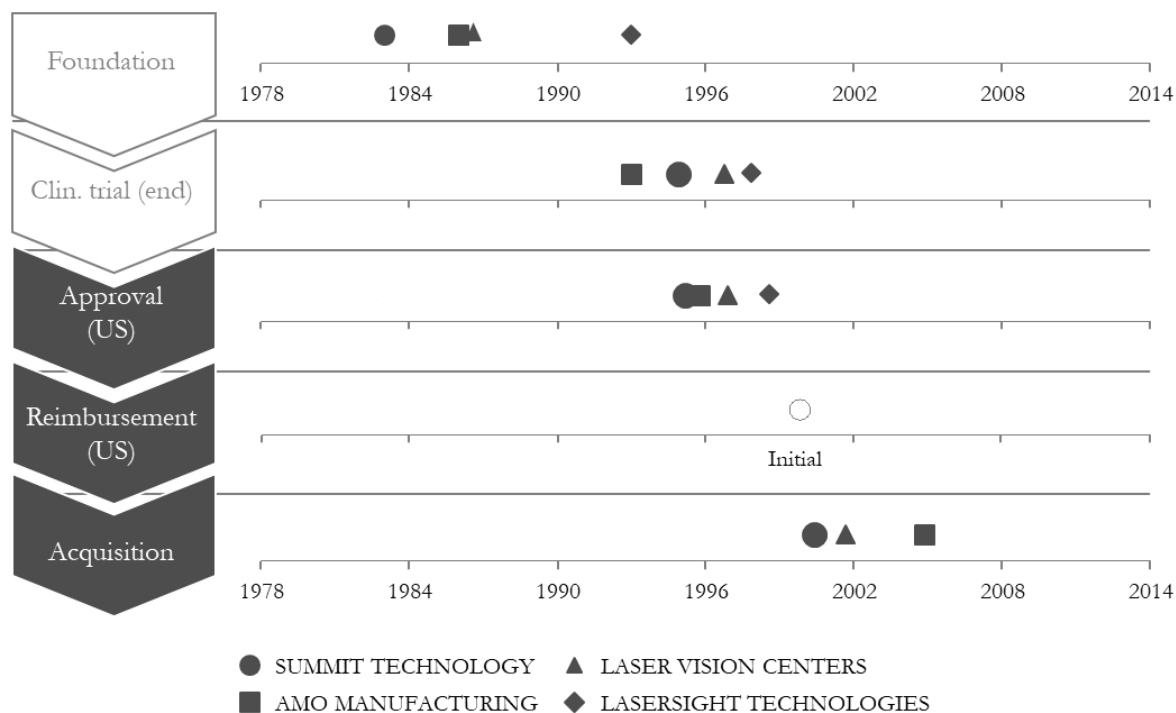 Foundation
1978 1984 1990 1996 2002 2008 2014
Clin. trial (end)
Approval
(US)
Reimbursement
(US)
Initial
Acquisition
1978 1984 1990 1996 2002 2008 2014
SUMMIT TECHNOLOGY LASER VISION CENTERS
AMO MANUFACTURING LASERSIGHT TECHNOLOGIES